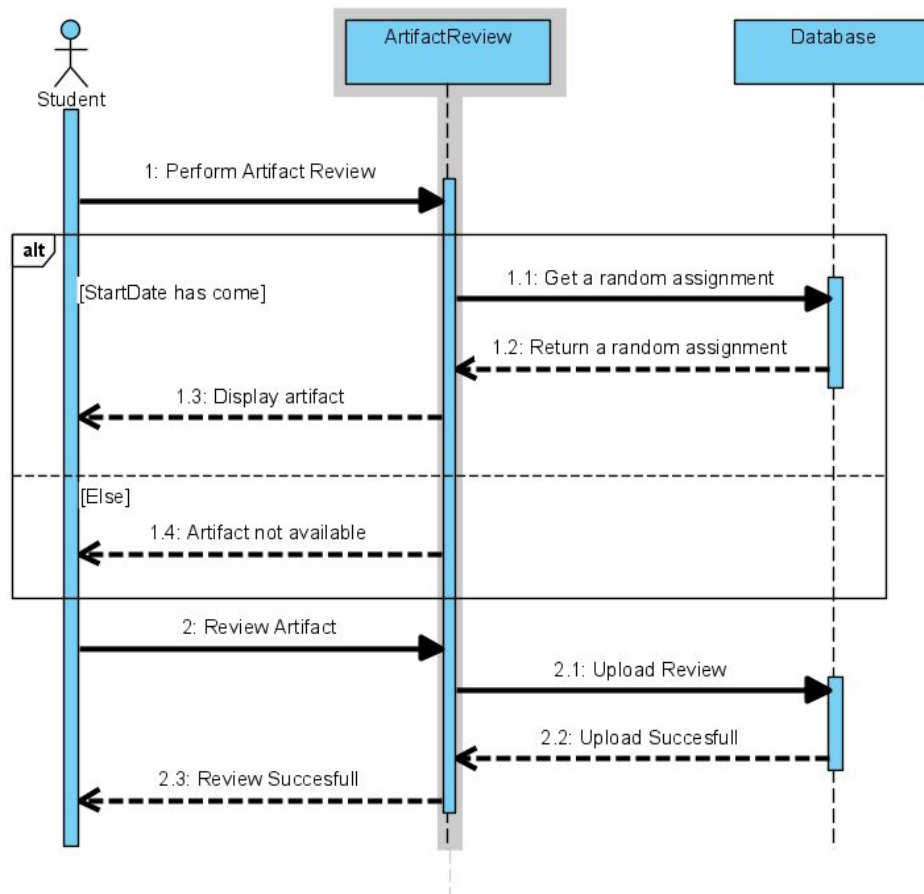 ArtifactReview
Database
Student
1: Perform Artifact Review
alt
[StartDate has come]
1.1: Get a random assignment
1.2: Return a random assignment
1.3: Display artifact
[Else]
1.4: Artifact not available
2: Review Artifact
2.1: Upload Review
2.2: Upload Succesfull
2.3: Review Succesfull